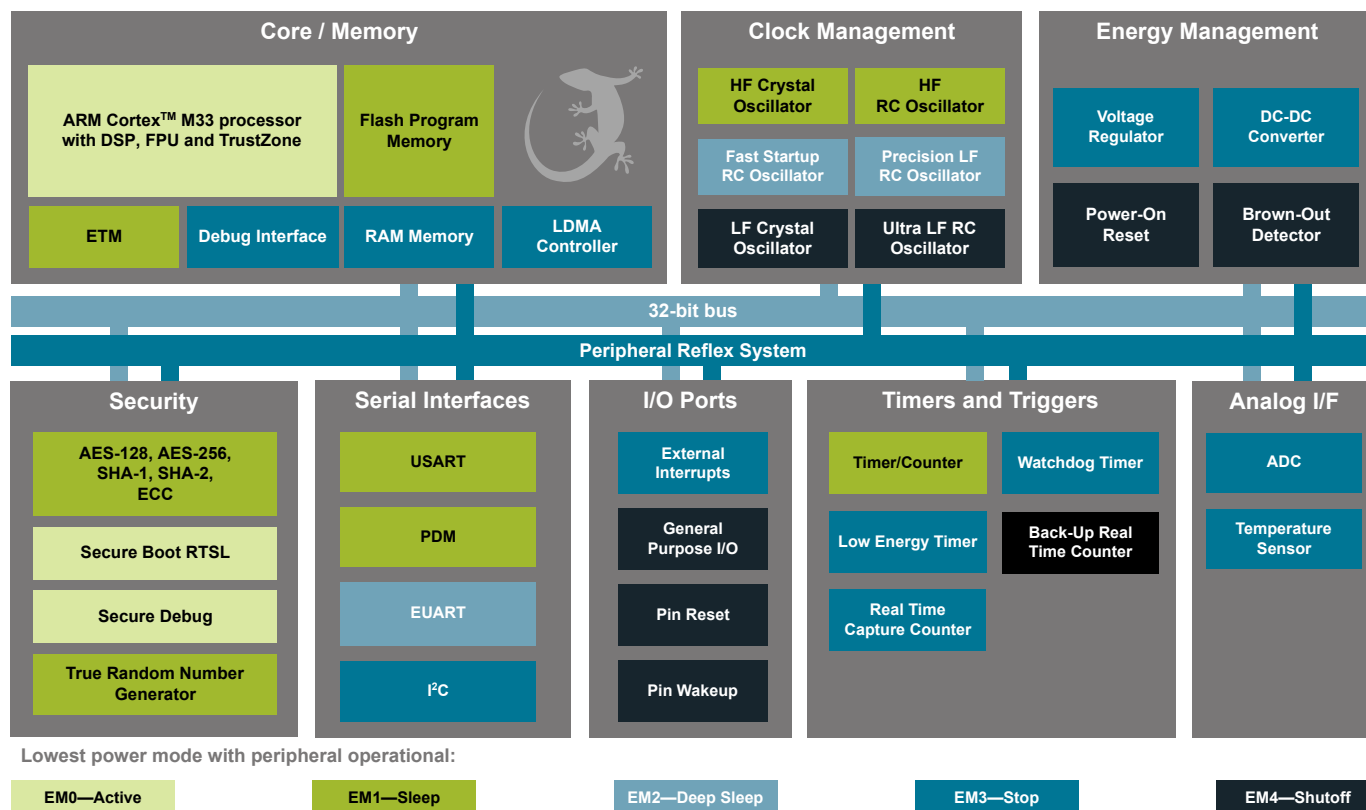 Core / Memory
ARM Cortex™ M33 processor
with DSP, FPU and TrustZone
Flash Program
Memory
ETM
Debug Interface
RAM Memory
LDMA
Controller
Clock Management
HF Crystal
Oscillator
HF
RC Oscillator
Fast Startup
RC Oscillator
Precision LF
RC Oscillator
LF Crystal
Oscillator
Ultra LF RC
Oscillator
Energy Management
Voltage
Regulator
DC-DC
Converter
Power-On
Reset
Brown-Out
Detector
32-bit bus
Peripheral Reflex System
Security
AES-128, AES-256,
SHA-1, SHA-2,
ECC
Secure Boot RTSL
Secure Debug
True Random Number
Generator
Serial Interfaces
USART
PDM
EUART
I²C
I/O Ports
External
Interrupts
General
Purpose I/O
Pin Reset
Pin Wakeup
Timers and Triggers
Timer/Counter
Watchdog Timer
Low Energy Timer
Back-Up Real
Time Counter
Real Time
Capture Counter
Analog I/F
ADC
Temperature
Sensor
Lowest power mode with peripheral operational:
EM0—Active
EM1—Sleep
EM2—Deep Sleep
EM3—Stop
EM4—Shutoff